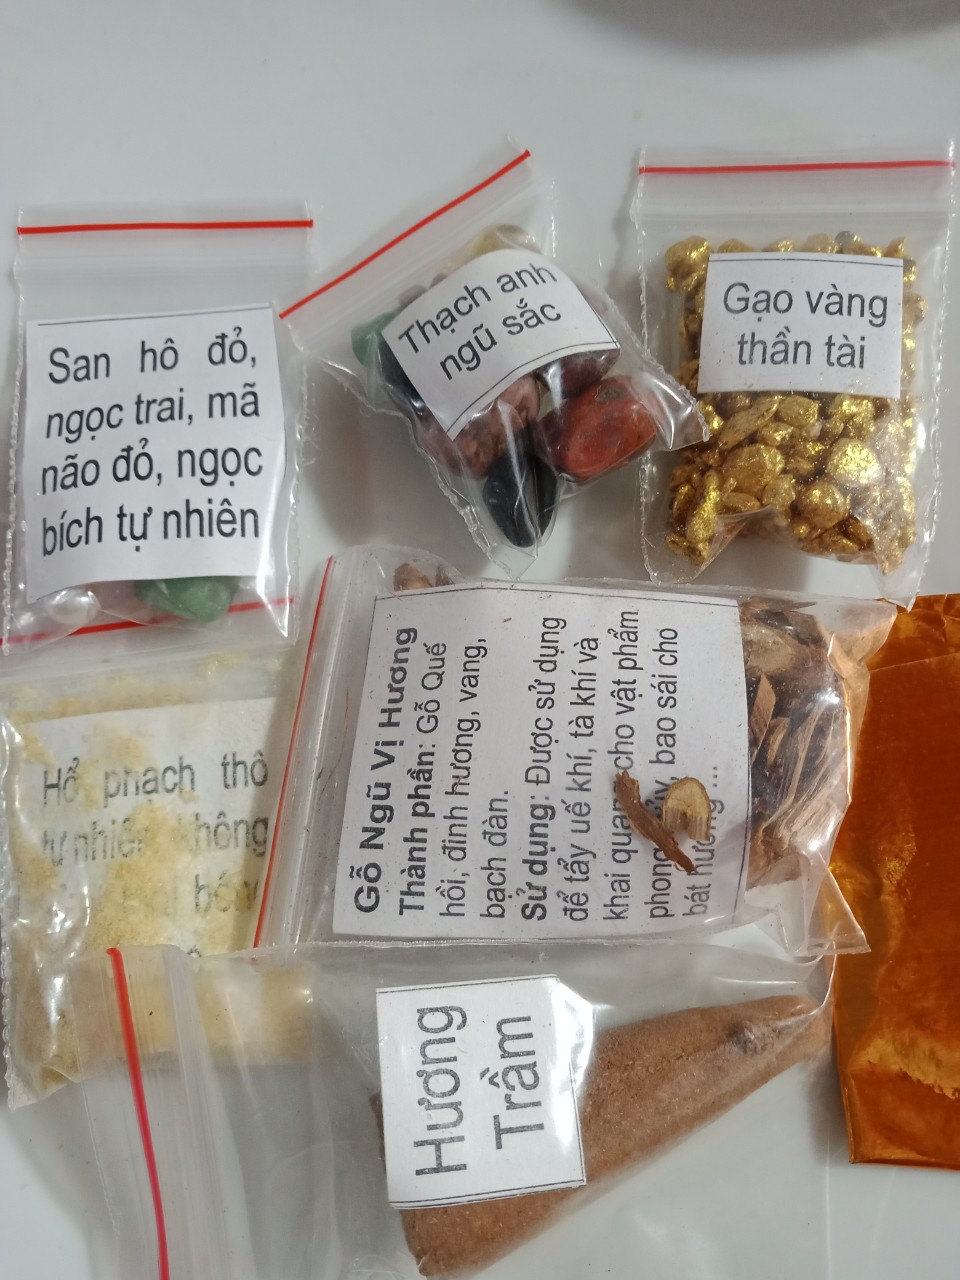 San hô đỏ,
ngọc trai, mã
não đỏ, ngọc
bích tự nhiên
Thạch anh
ngũ sắc
Gạo vàng
thần tài
Hổ phạch thô
tự nhiên không
Gỗ Ngũ Vị Hương
Thành phần: Gỗ Quế
hồi, đinh hương, vang,
bạch đàn.
Sử dụng: Được sử dụng
để tẩy uế khí, tà khí và
khai quang cho vật phẩm
phong thủy, bao sái cho
bát hương ...
Hương
Trầm